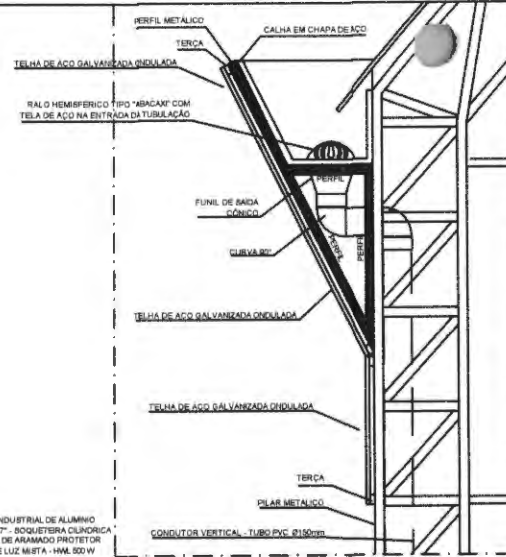 PERFIL METÁLICO
CALHA EM CHAPA DE AÇO
TERÇA
TELHA DE AÇO GALVANIZADA ONDULADA
RALO HEMISFÉRICO TIPO "ABACAXI" COM
TELA DE AÇO NA ENTRADA DA TUBULAÇÃO
PERFIL
FUNIL DE SAÍDA
CÔNICO
CURVA 90°
PERFIL
PERFIL
TELHA DE AÇO GALVANIZADA ONDULADA
TELHA DE AÇO GALVANIZADA ONDULADA
TERÇA
PILAR METÁLICO
INDUSTRIAL DE ALUMINIO
7" - BOQUETEIRA CILINDRICA
DE ARAMADO PROTETOR
E LUZ MISTA - HWL 500 W
CONDUTOR VERTICAL - TUBO PVC Ø150mm